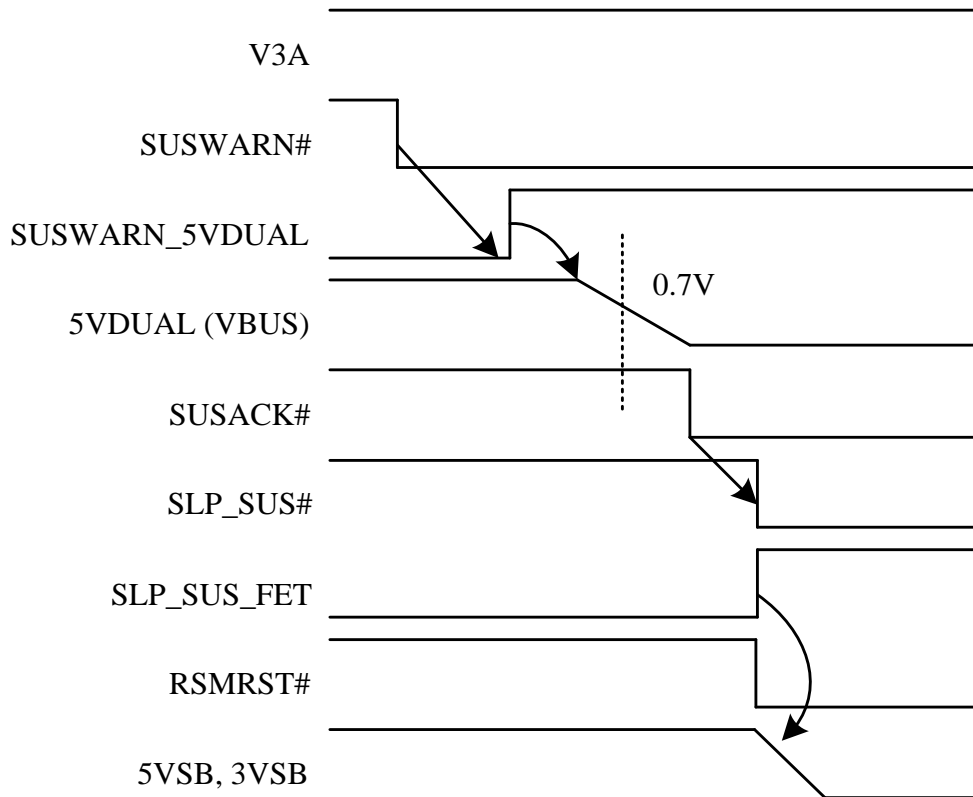 V3A
SUSWARN#
SUSWARN_5VDUAL
0.7V
5VDUAL (VBUS)
SUSACK#
SLP_SUS#
SLP_SUS_FET
RSMRST#
5VSB, 3VSB